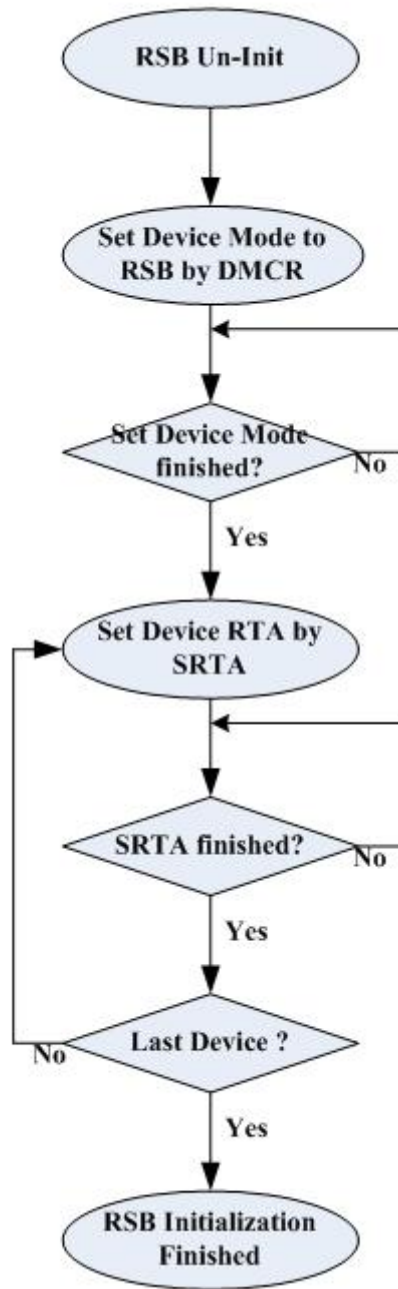 RSB Un-Init
Set Device Mode to
RSB by DMCR
Set Device Mode
finished?
No
Yes
Set Device RTA by
SRTA
SRTA finished?
No
Yes
Last Device ?
No
Yes
RSB Initialization
Finished